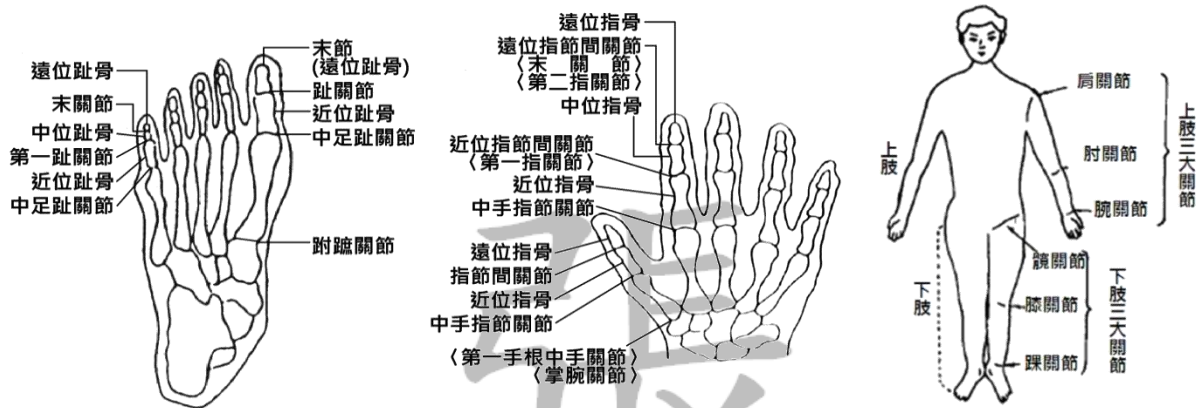 遠位趾骨
末關節
中位趾骨
第一趾關節
近位趾骨
中足趾關節
末節
(遠位趾骨)
趾關節
近位趾骨
中足趾關節
跗蹠關節
遠位指骨
遠位指節間關節
〈末關節〉
〈第二指關節〉
中位指骨
近位指節間關節
〈第一指關節〉
近位指骨
中手指節關節
遠位指骨
指節間關節
近位指骨
中手指節關節
〈第一手根中手關節〉
〈掌腕關節〉
上肢
下肢
肩關節
肘關節
腕關節
上肢三大關節
髖關節
膝關節
踝關節
下肢三大關節